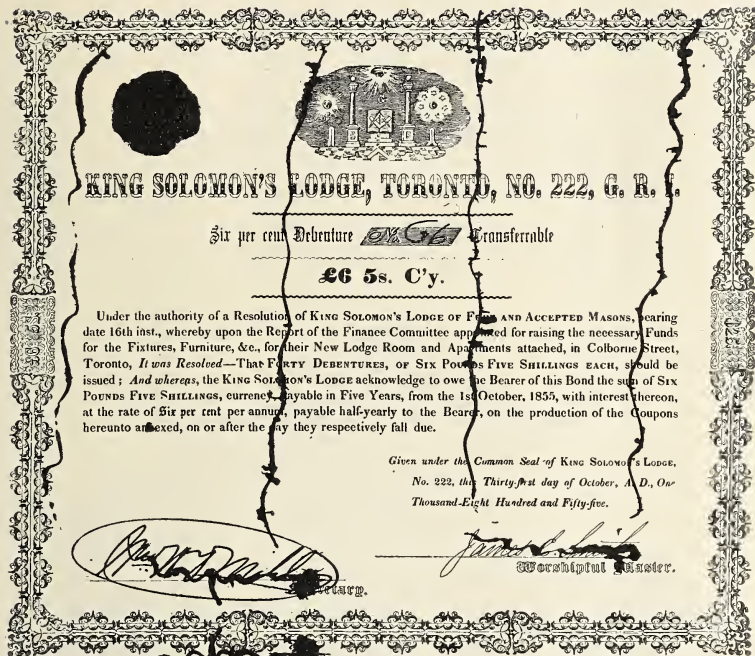 KING SOLOMON'S LODGE, TORONTO, NO. 222, G. R. I.
Six per cent Debenture No. Transferrable
£6 5s. C'y.
Under the authority of a Resolution of KING SOLOMON'S LODGE OF FREE AND ACCEPTED MASONS, bearing
date 16th inst., whereby upon the Report of the Finance Committee appointed for raising the necessary Funds
for the Fixtures, Furniture, &c., for their New Lodge Room and Apartments attached, in Colborne Street,
Toronto, It was Resolved—That FORTY DEBENTURES, OF SIX POUNDS FIVE SHILLINGS EACH, should be
issued; And whereas, the KING SOLOMON'S LODGE acknowledge to owe the Bearer of this Bond the sum of SIX
POUNDS FIVE SHILLINGS, currency, payable in Five Years, from the 1st October, 1855, with interest thereon,
at the rate of Six per cent per annum, payable half-yearly to the Bearer, on the production of the Coupons
hereunto annexed, on or after the day they respectively fall due.
Given under the Common Seal of KING SOLOMON'S LODGE,
No. 222, this Thirty-first day of October, A. D., One
Thousand-Eight Hundred and Fifty-five.
James
Worshipful Master.
Secretary.